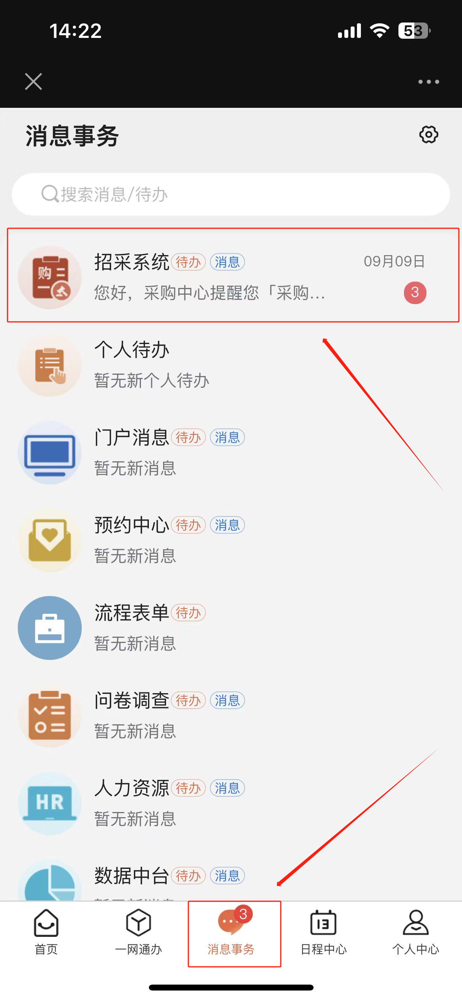 14:22
53
消息事务
搜索消息/待办
招采系统 待办 消息 09月09日
购
您好，采购中心提醒您「采购... 3
个人待办
暂无新个人待办
门户消息 待办 消息
暂无新消息
预约中心 待办 消息
暂无新消息
流程表单 待办
暂无新消息
问卷调查 待办 消息
暂无新消息
人力资源 待办 消息
HR
暂无新消息
数据中台 待办 消息
3
13
首页 一网通办 消息事务 日程中心 个人中心